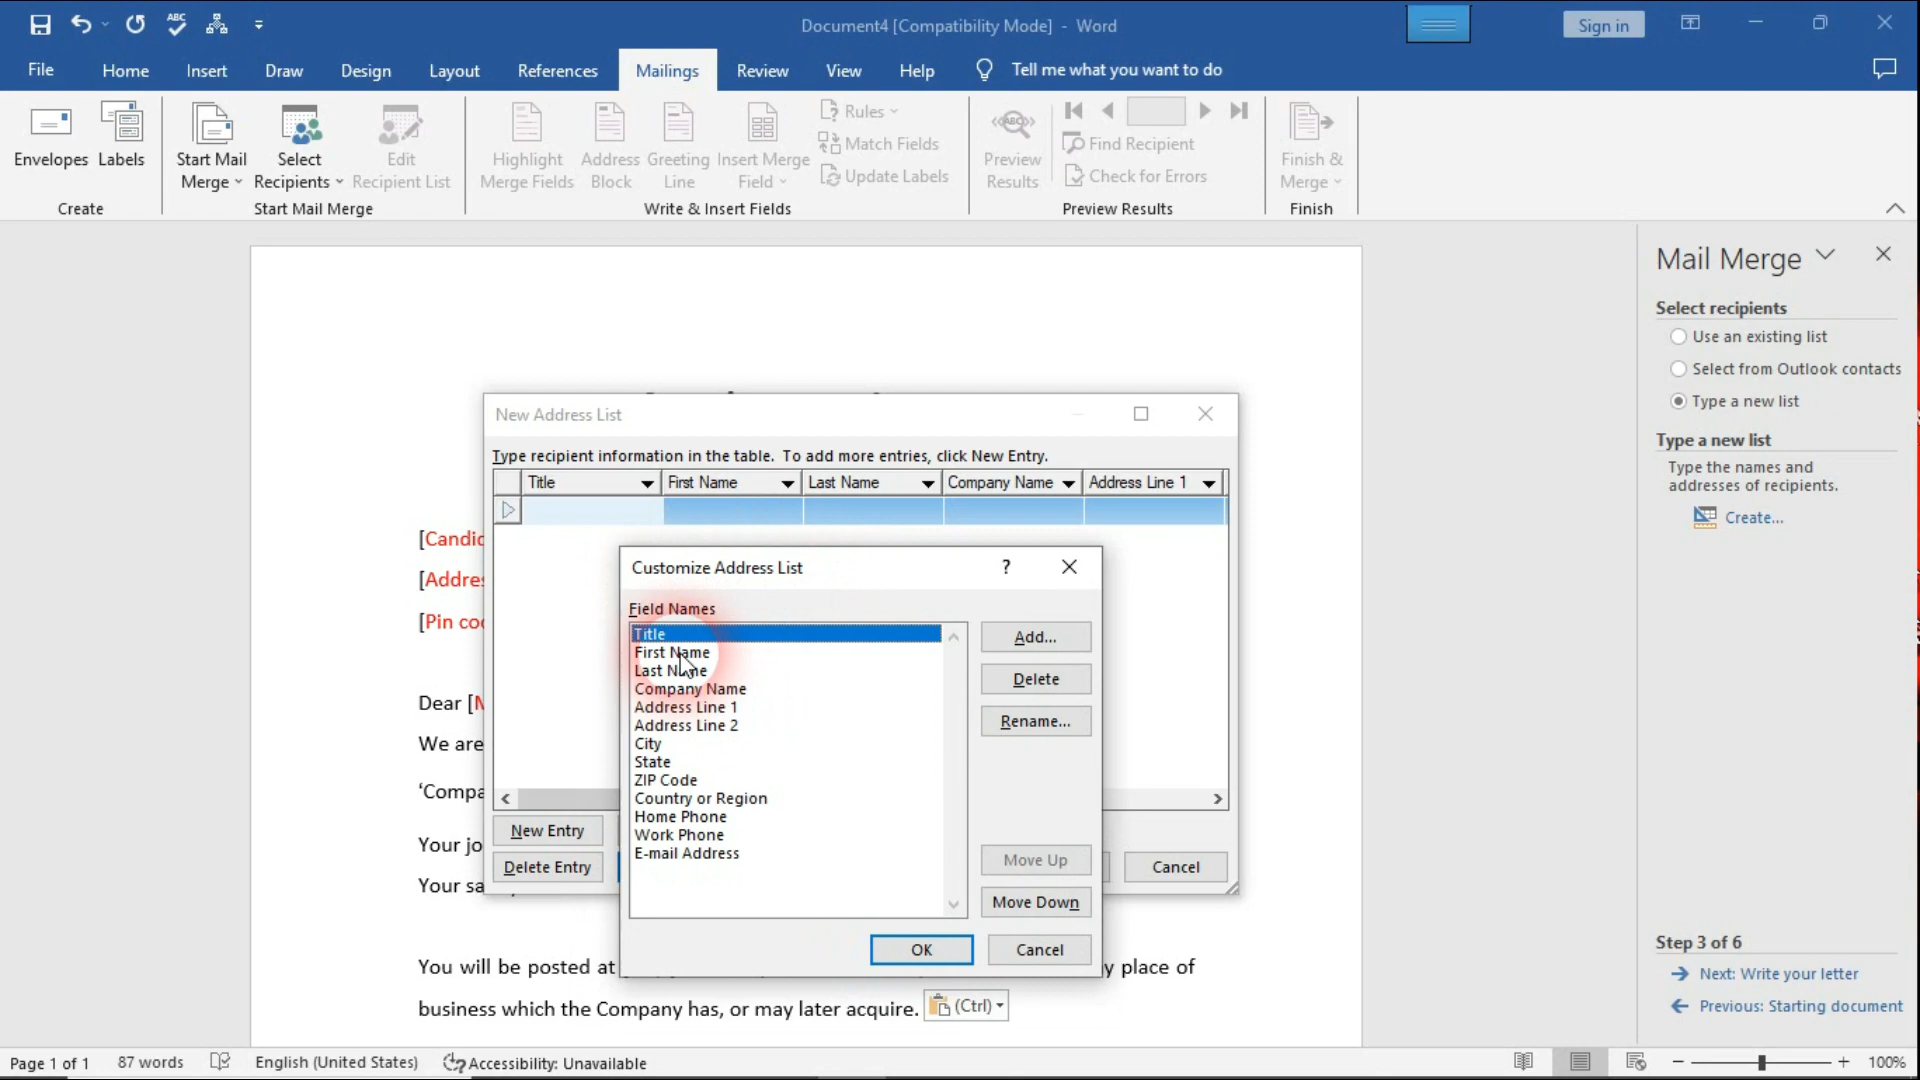 Document4 [Compatibility Mode] - Word
Sign in
File Home Insert Draw Design Layout References Mailings Review View Help Tell me what you want to do
Envelopes Labels
Create
Start Mail
Merge
Select
Recipients
Edit
Recipient List
Start Mail Merge
Highlight
Merge Fields
Address
Block
Greeting
Line
Insert Merge
Field
Rules
Match Fields
Update Labels
Write & Insert Fields
ABC
Preview
Results
Find Recipient
Check for Errors
Preview Results
Finish &
Merge
Finish
Mail Merge
Select recipients
Use an existing list
Select from Outlook contacts
Type a new list
Type a new list
Type the names and
addresses of recipients.
Create...
Step 3 of 6
Next: Write your letter
Previous: Starting document
New Address List
Type recipient information in the table. To add more entries, click New Entry.
Title First Name Last Name Company Name Address Line 1
New Entry
Delete Entry
Cancel
Customize Address List
?
Field Names
Title
First Name
Last Name
Company Name
Address Line 1
Address Line 2
City
State
ZIP Code
Country or Region
Home Phone
Work Phone
E-mail Address
Add...
Delete
Rename...
Move Up
Move Down
OK
Cancel
[Candid
[Addres
[Pin coo
Dear [
We are
‘Compa
Your jo
Your sa
You will be posted at
y place of
business which the Company has, or may later acquire.
(Ctrl)
Page 1 of 1 87 words English (United States) Accessibility: Unavailable
100%